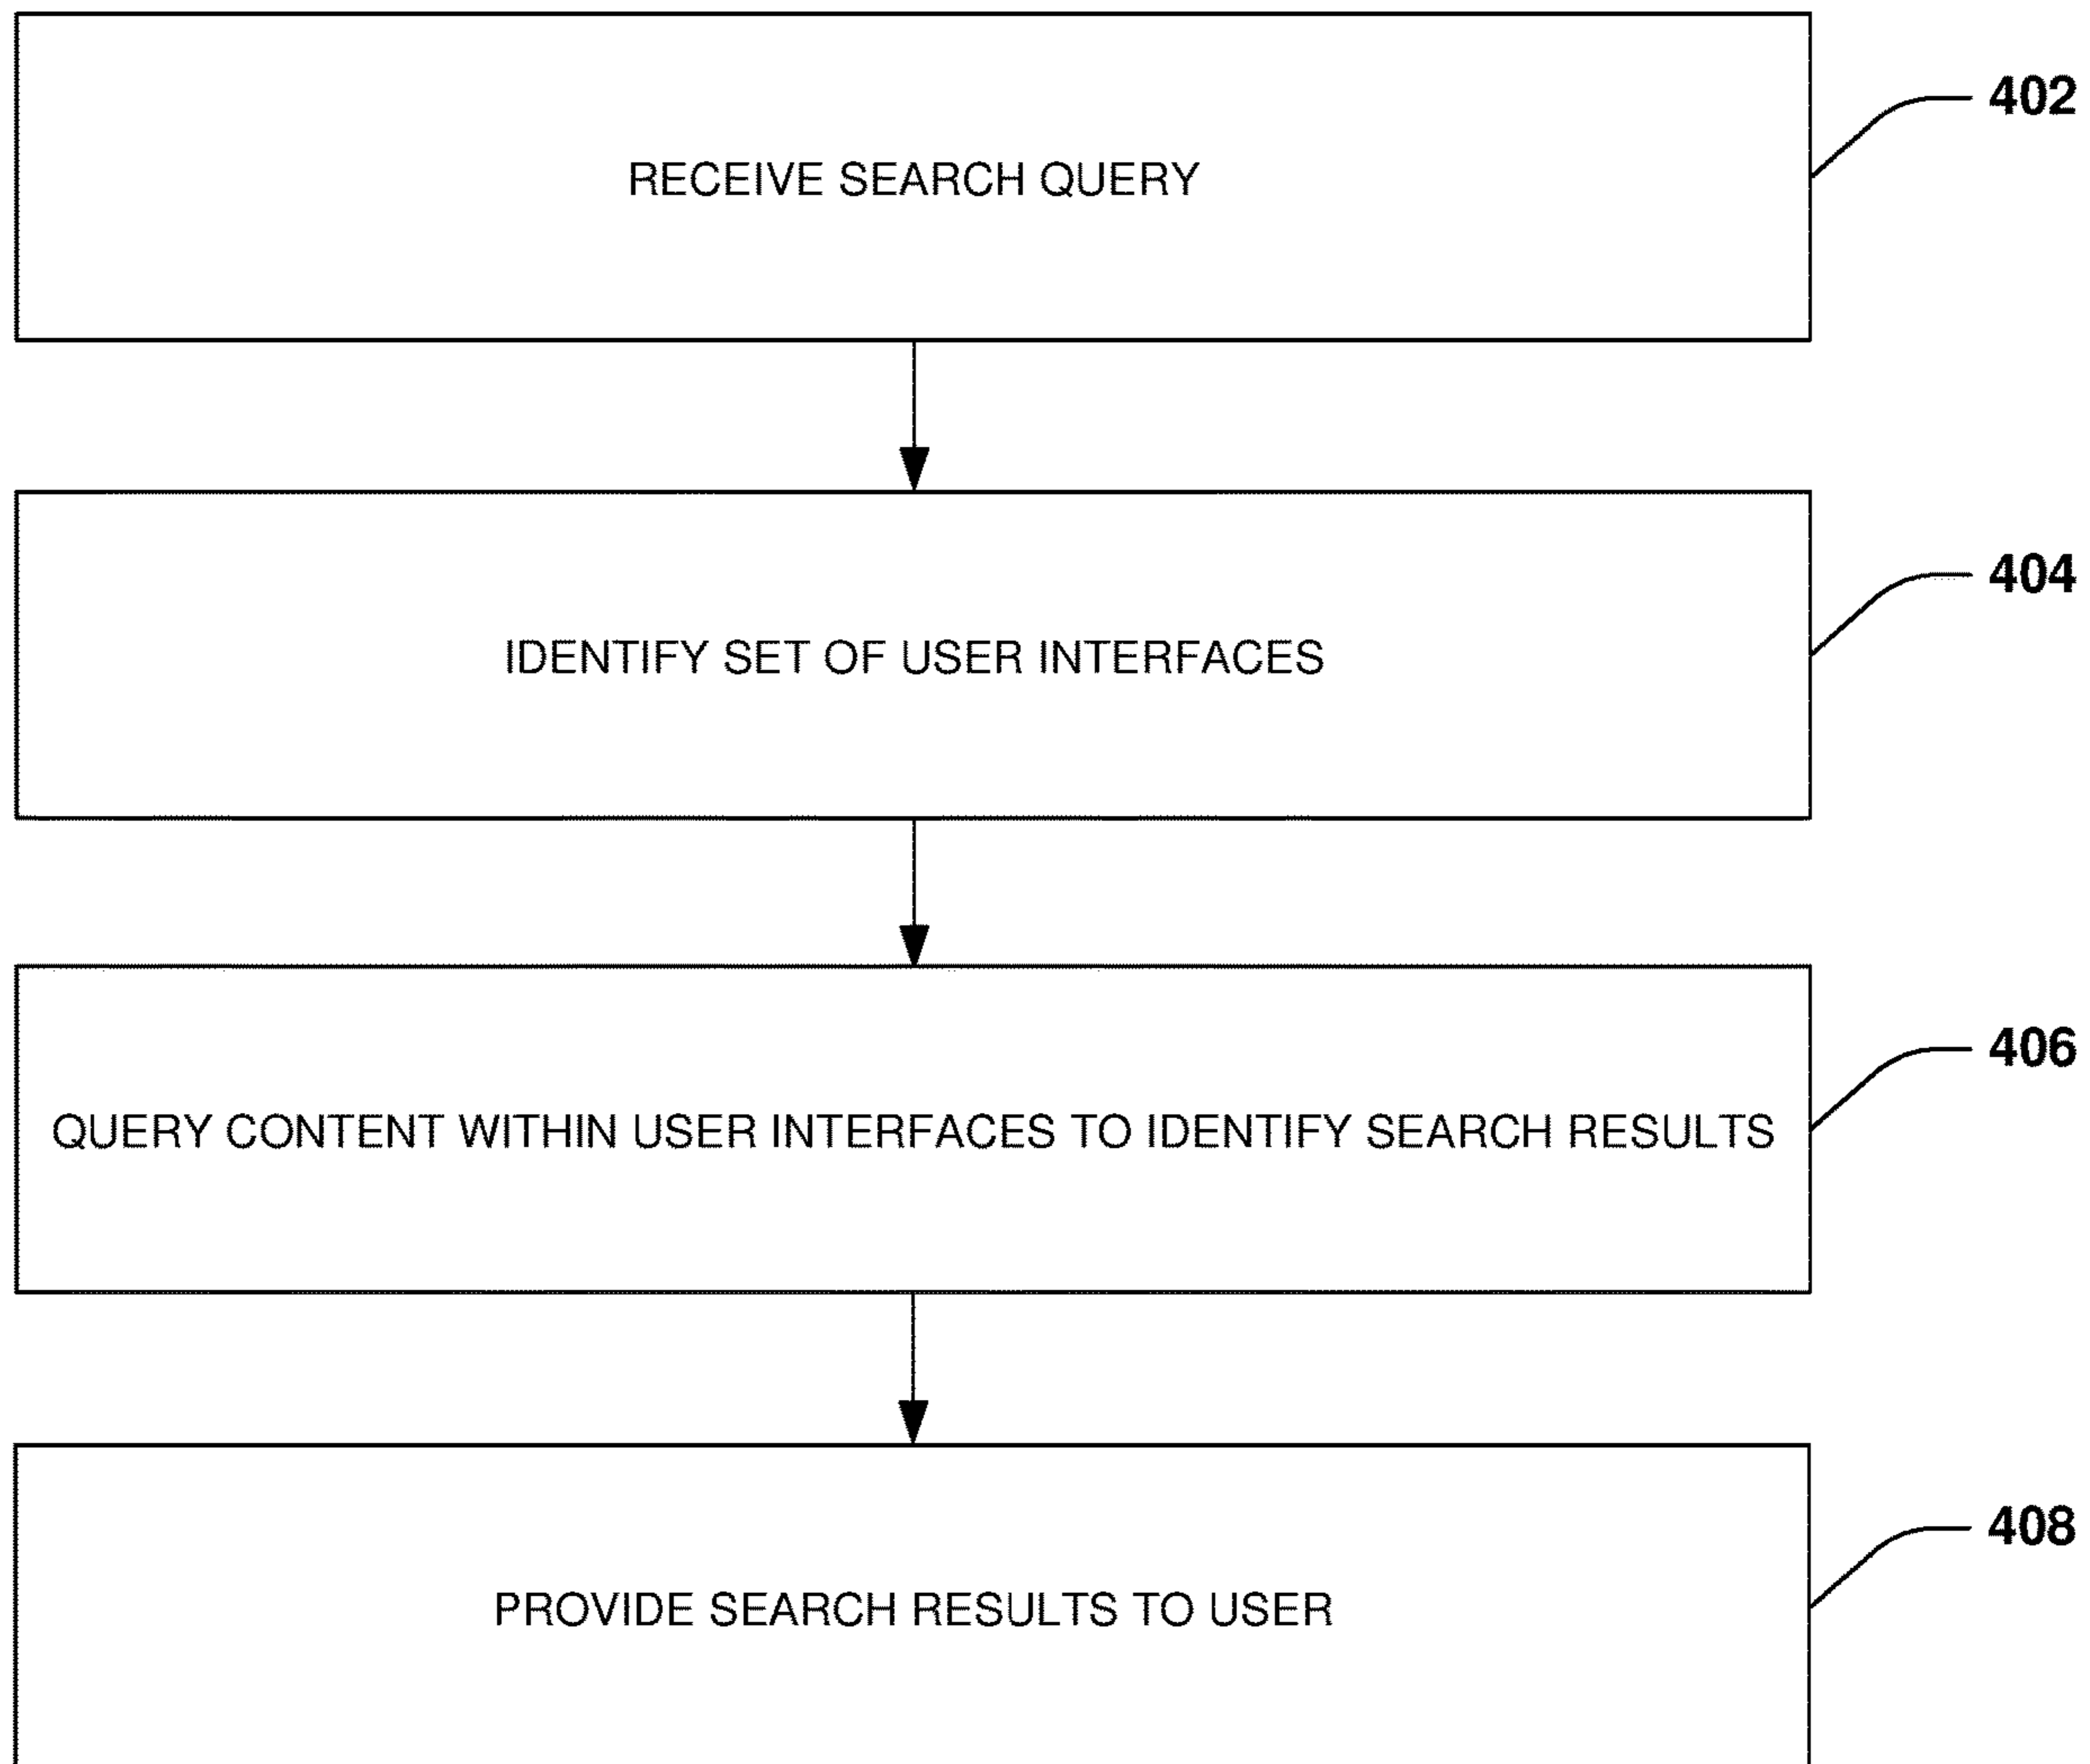 402
RECEIVE SEARCH QUERY
404
IDENTIFY SET OF USER INTERFACES
406
QUERY CONTENT WITHIN USER INTERFACES TO IDENTIFY SEARCH RESULTS
408
PROVIDE SEARCH RESULTS TO USER